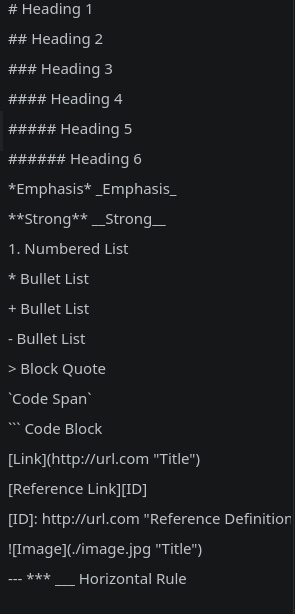 # Heading 1
## Heading 2
### Heading 3
#### Heading 4
##### Heading 5
###### Heading 6
*Emphasis* _Emphasis_
**Strong** __Strong__
1. Numbered List
* Bullet List
+ Bullet List
- Bullet List
> Block Quote
`Code Span`
``` Code Block
[Link](http://url.com "Title")
[Reference Link][ID]
[ID]: http://url.com "Reference Definition
![Image](./image.jpg "Title")
--- *** ___ Horizontal Rule